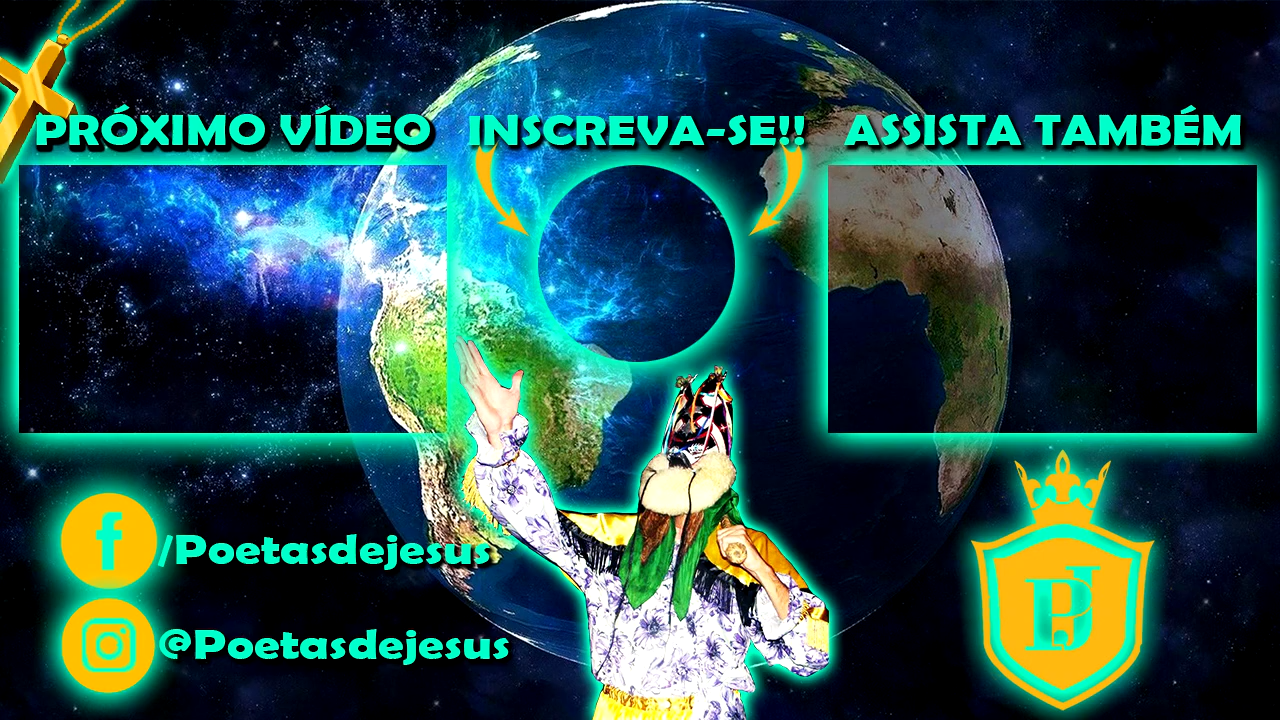 PRÓXIMO VÍDEO
INSCREVA-SE!!
ASSISTA TAMBÉM
/Poetasdejesus
@Poetasdejesus
PJ